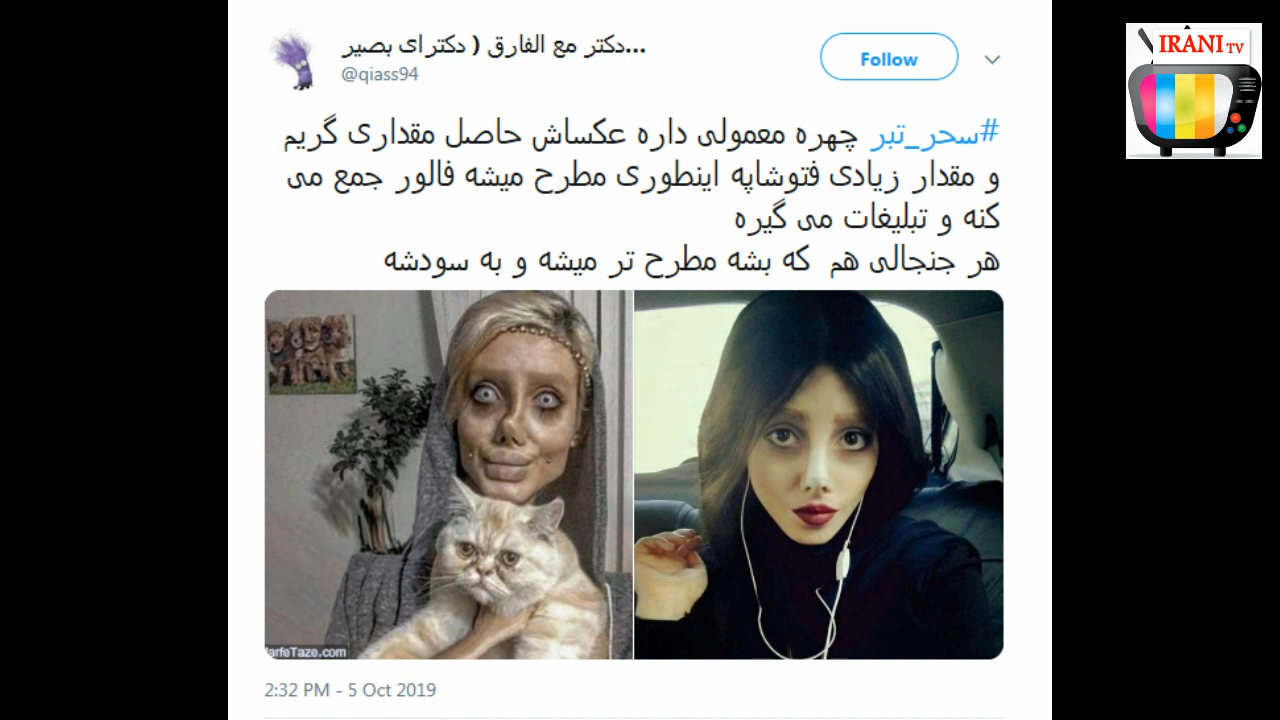 دکتر مع الفارق ( دکترای بصیر...
@qiass94
Follow
IRANI TV
#سحر_تبر چهره معمولی داره عکساش حاصل مقداری گریم
و مقدار زیادی فتوشاپه اینطوری مطرح میشه فالور جمع می
کنه و تبلیغات می گیره
هر جنجالی هم که بشه مطرح تر میشه و به سودشه
arfeTaze.com
2:32 PM - 5 Oct 2019